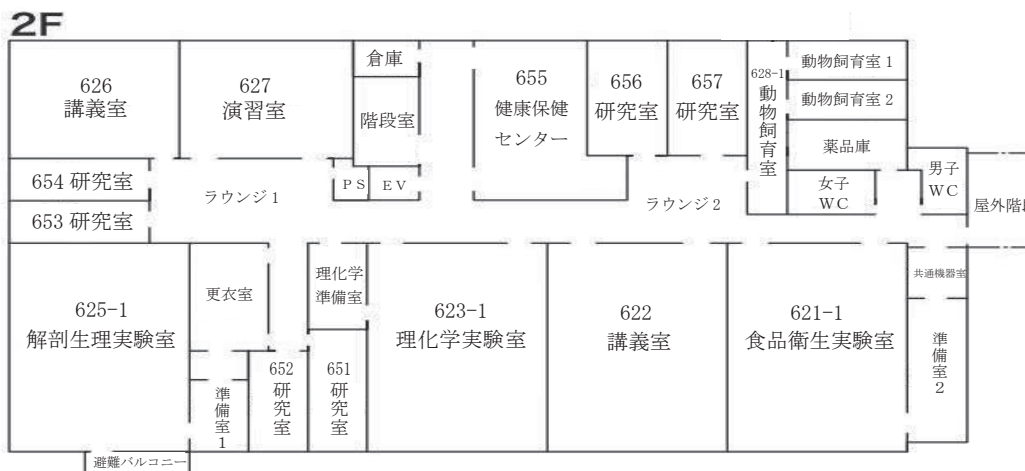 2F
626
講義室
627
演習室
倉庫
階段室
655
健康保健
センター
656
研究室
657
研究室
628-1
動物飼育室
動物飼育室 1
動物飼育室 2
薬品庫
女子
WC
男子
WC
屋外階段
654 研究室
653 研究室
ラウンジ 1
PS
EV
ラウンジ 2
625-1
解剖生理実験室
更衣室
準備室 1
652
研究室
理化学
準備室
651
研究室
623-1
理化学実験室
622
講義室
621-1
食品衛生実験室
共通機器室
準備室 2
避難バルコニー